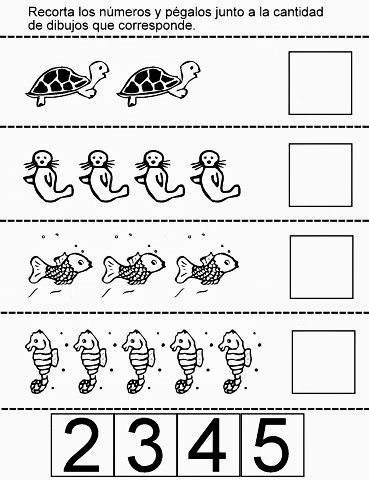 Recorta los números y pégalos junto a la cantidad
de dibujos que corresponde.
2 3 4 5